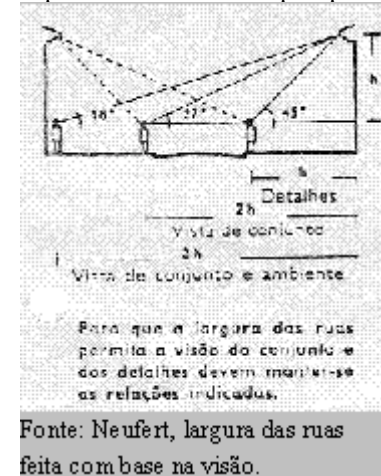 h
18°
27°
45°
h
Detalhes
2h
Vista de conjunto
3h
Vista de conjunto e ambiente
Para que a largura das ruas
permita a visão do conjunto e
dos detalhes devem manter-se
as relações indicadas.
Fonte: Neufert, largura das ruas
feita com base na visão.